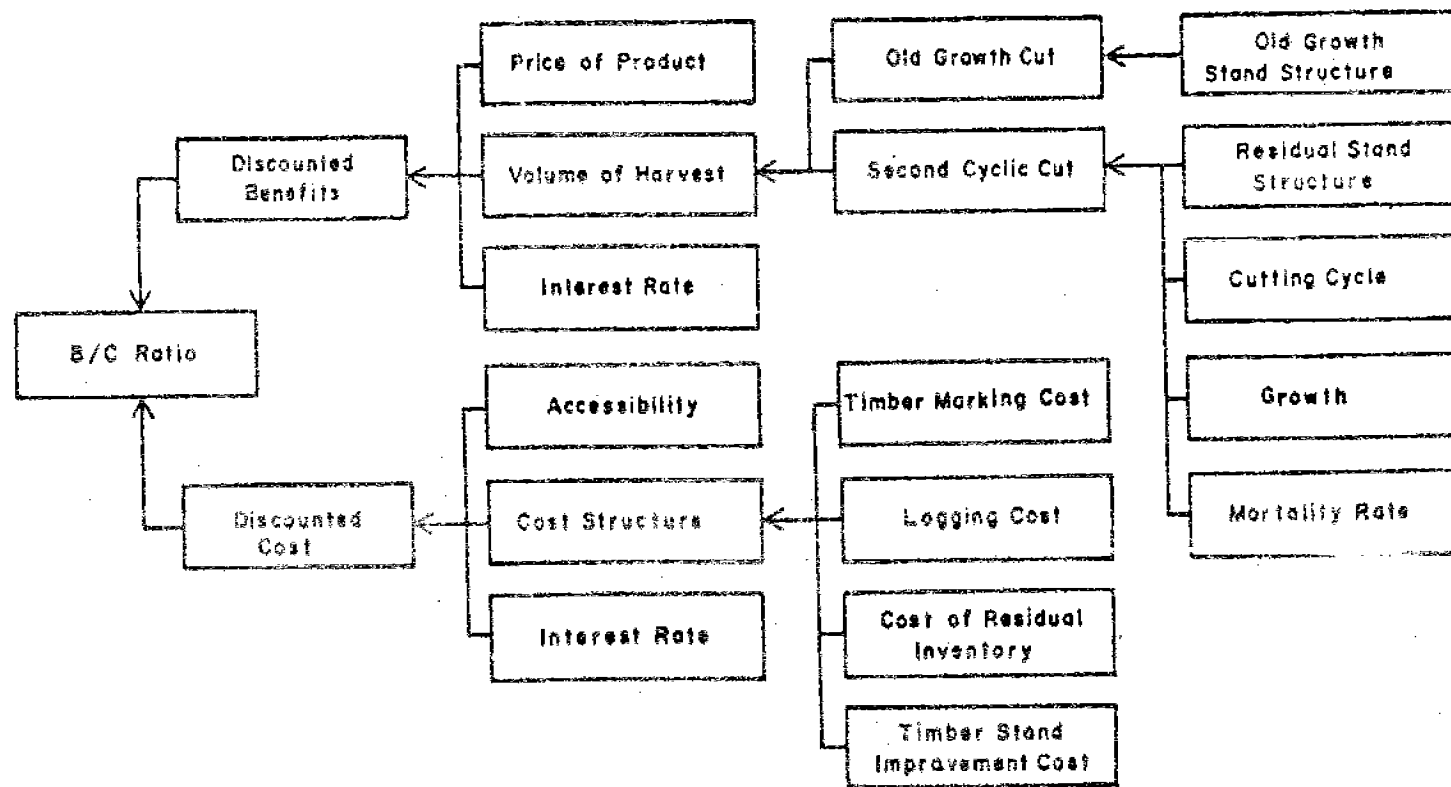 Price of Product
Old Growth Cut
Old Growth
Stand Structure
Discounted
Benefits
Volume of Harvest
Second Cyclic Cut
Residual Stand
Structure
Interest Rate
Cutting Cycle
B/C Ratio
Accessibility
Timber Marking Cost
Growth
Discounted
Cost
Cost Structure
Logging Cost
Mortality Rate
Interest Rate
Cost of Residual
Inventory
Timber Stand
Improvement Cost